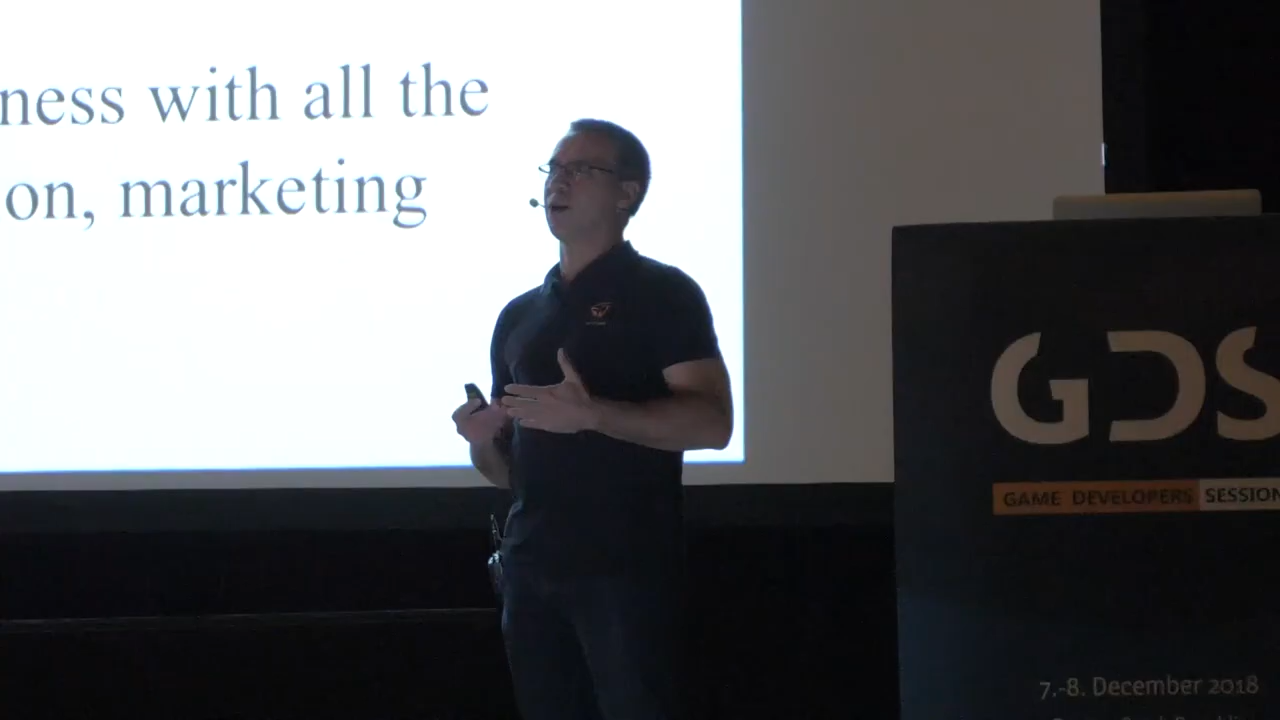 ness with all the
on, marketing
GDS
GAME DEVELOPERS SESSION
7.-8. December 2018